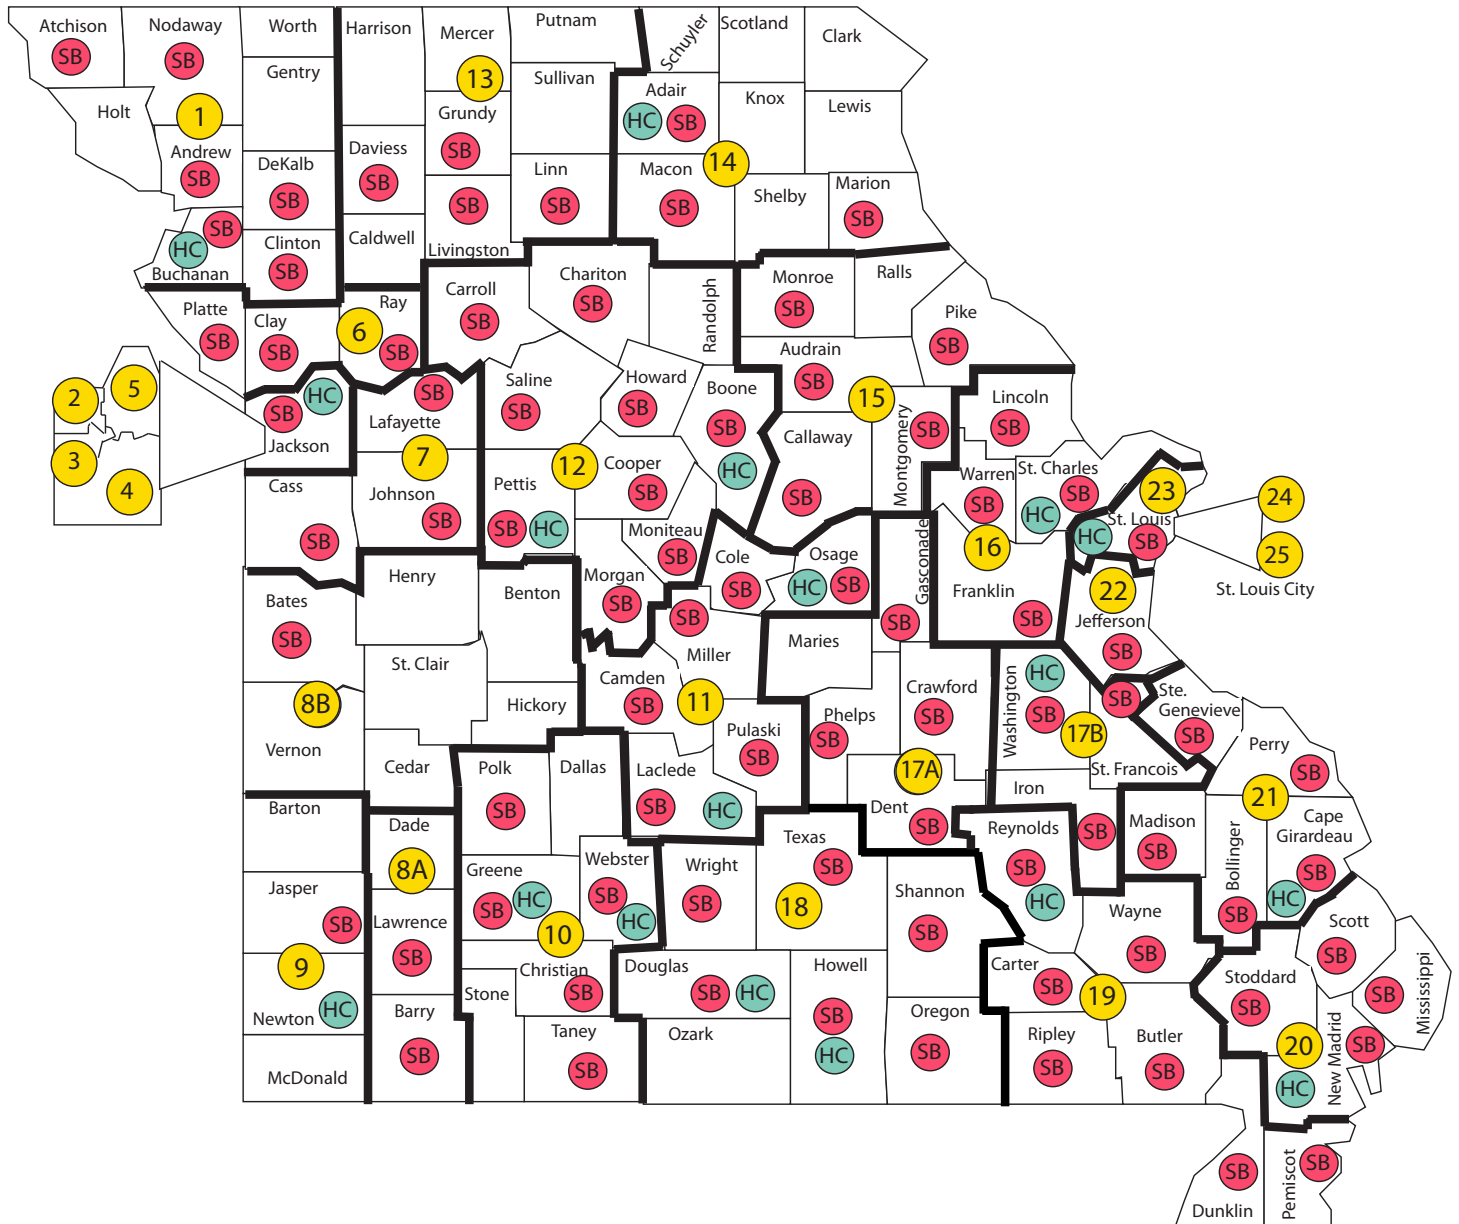 Atchison
SB
Nodaway
SB
Worth
Harrison
Mercer
13
Putnam
Schuyler
Scotland
Clark
Gentry
Sullivan
Adair
HC SB
Knox
Lewis
Holt
1
Andrew
SB
DeKalb
SB
Daviess
SB
Grundy
SB
Linn
SB
Macon
SB
14
Shelby
Marion
SB
SB
HC
Buchanan
Clinton
SB
Caldwell
SB
Livingston
Platte
SB
Clay
SB
Ray
6
SB
Carroll
SB
Chariton
SB
Randolph
Monroe
SB
Ralls
Pike
SB
Audrain
SB
2
5
3
4
SB
HC
Jackson
SB
Lafayette
7
Saline
SB
Howard
SB
Boone
SB
HC
Callaway
SB
15
Montgomery
SB
Lincoln
SB
Cass
SB
Johnson
SB
Pettis
SB HC
12
Cooper
SB
Moniteau
SB
Warren
SB
16
St. Charles
SB
HC
23
St. Louis
HC
SB
24
25
St. Louis City
Bates
SB
Henry
Benton
Morgan
SB
Cole
SB
Osage
HC SB
Gasconade
SB
Franklin
SB
22
Jefferson
SB
St. Clair
SB
Miller
Maries
8B
Vernon
Hickory
Camden
SB
11
Pulaski
SB
Phelps
SB
Crawford
SB
Washington
HC
SB
17B
SB
St. Francois
Ste.
Genevieve
SB
Perry
SB
Cedar
Polk
SB
Dallas
Laclede
SB HC
17A
Dent
SB
Iron
SB
21
Barton
Dade
8A
Texas
SB
18
Reynolds
SB
HC
Madison
SB
Bollinger
SB
Cape
Girardeau
SB
HC
Jasper
SB
Lawrence
SB
Greene
SB HC
10
Webster
SB
HC
Wright
SB
Shannon
SB
Wayne
SB
Scott
SB
9
Newton
HC
Christian
SB
Stone
Douglas
SB HC
Howell
SB
HC
Carter
SB
19
Stoddard
SB
Mississippi
SB
McDonald
Barry
SB
Taney
SB
Ozark
Oregon
SB
Ripley
SB
Butler
SB
20
HC
New Madrid
SB
SB
Dunklin
Pemiscot
SB